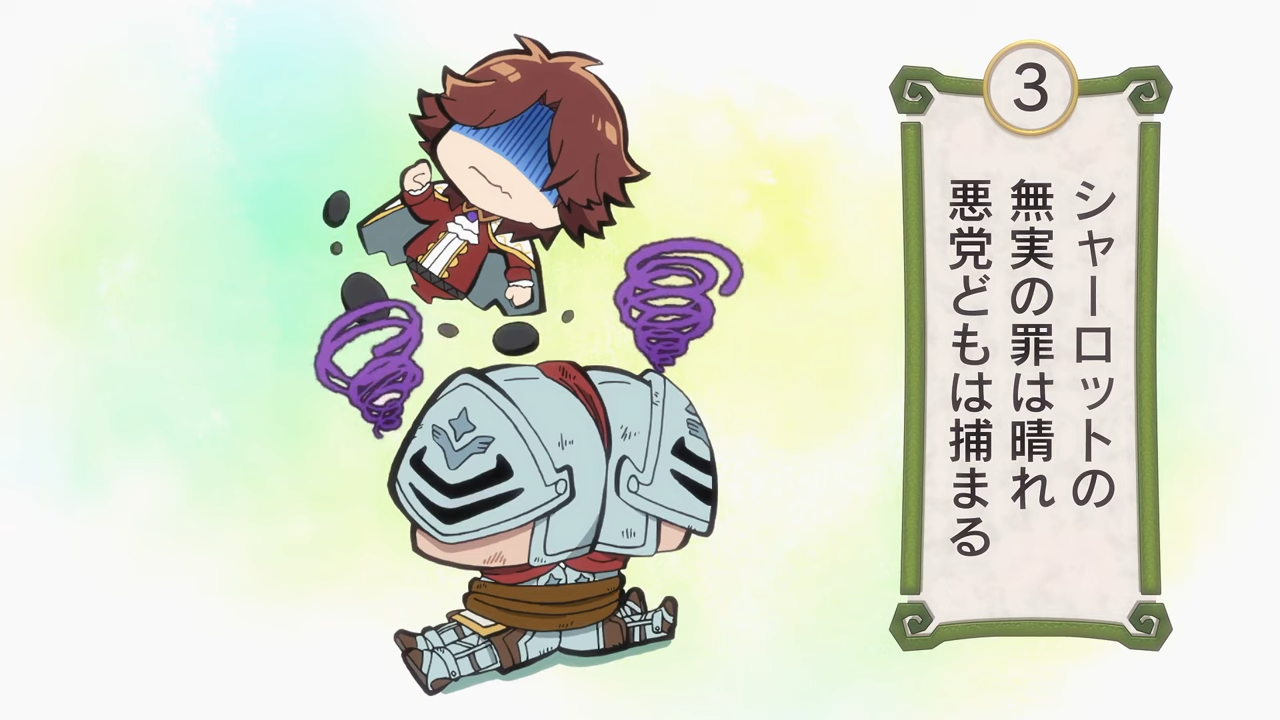 3
シャーロットの
無実の罪は晴れ
悪党どもは捕まる